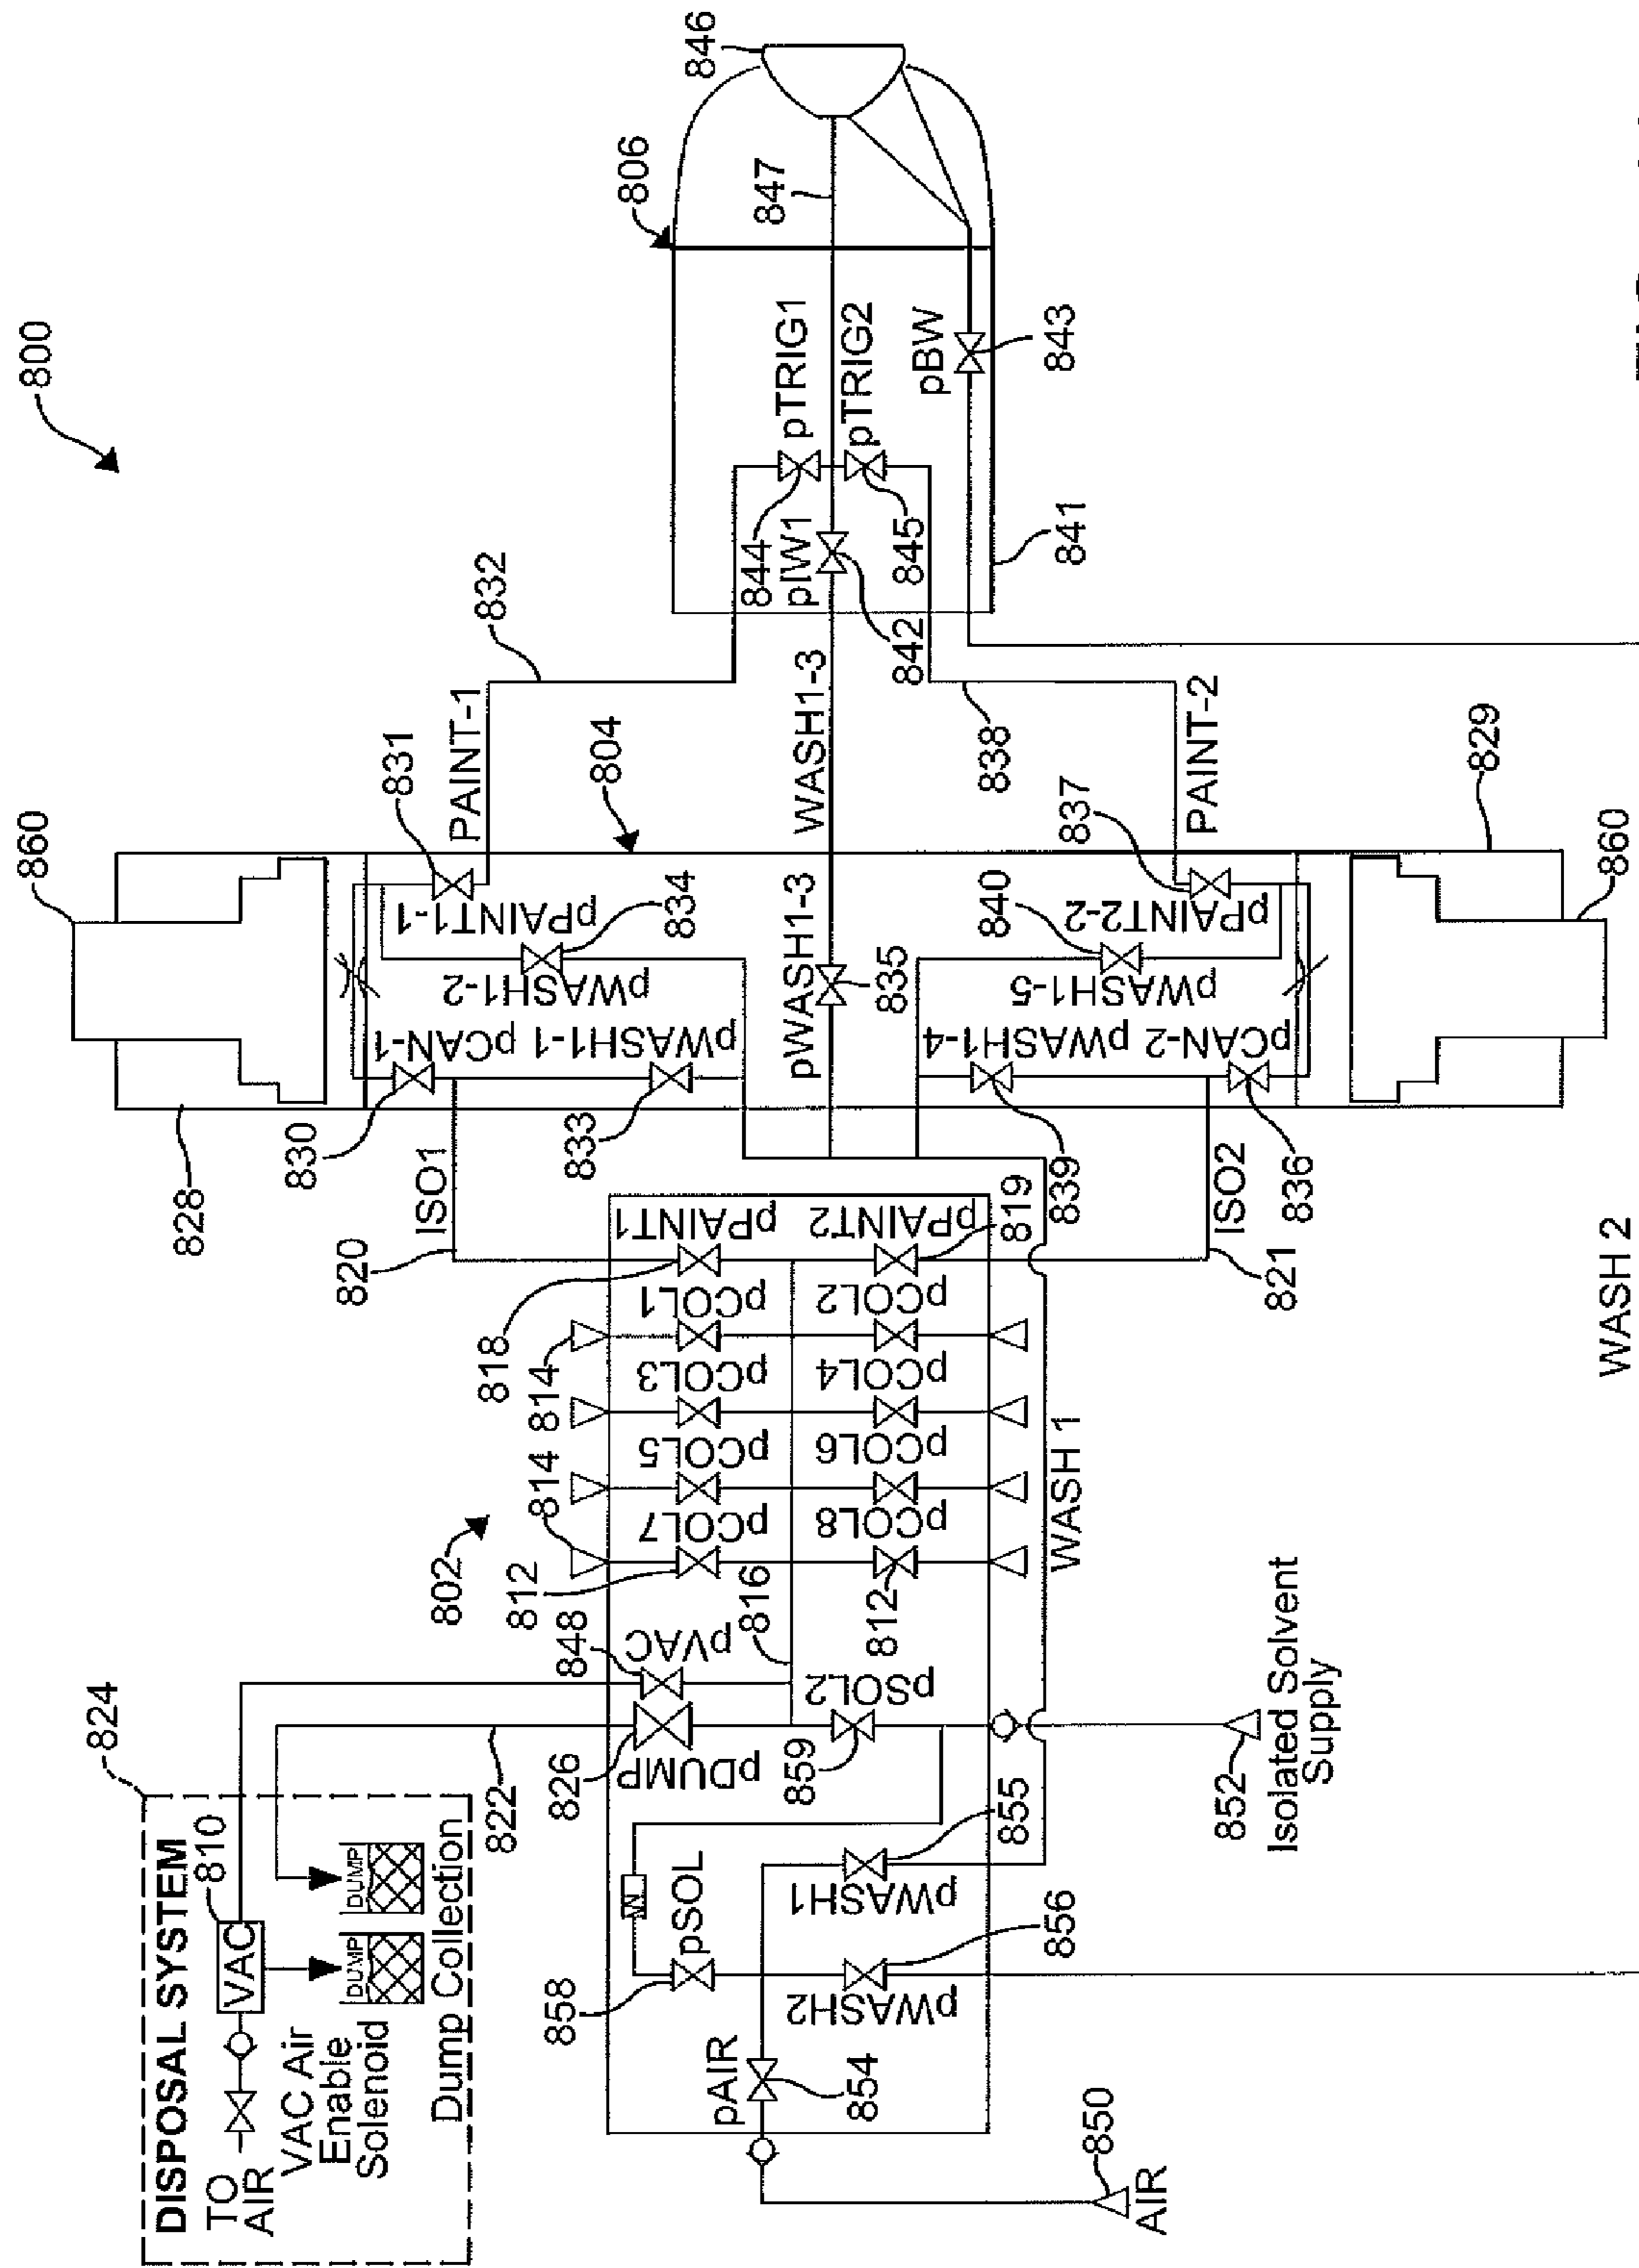 800
DISPOSAL SYSTEM
824
810
TO
AIR
VAC
DUMP
DUMP
VAC Air
Enable
Solenoid
Dump Collection
822
802
848
826
812
814
814
818
820
ISO1
828
830
833
860
831
832
PAINT-1
804
834
806
846
847
858
pSOL
pDUMP
pVAC
816
pCOL7
pCOL5
pCOL3
pCOL1
pPAINT1
pWASH1-1
pCAN-1
pWASH1-2
pPAINT1-1
844
pIW1
pTRIG1
pAIR
854
pWASH2
pWASH1
859
pSOL2
812
pCOL8
pCOL6
pCOL4
pCOL2
pPAINT2
819
pWASH1-3
835
WASH1-3
842
845
pTRIG2
pBW
843
841
856
855
WASH 1
839
pWASH1-4
pCAN-2
pWASH1-5
840
pPAINT2-2
837
838
PAINT-2
850
AIR
852
Isolated Solvent
Supply
821
ISO2
836
829
860
WASH 2